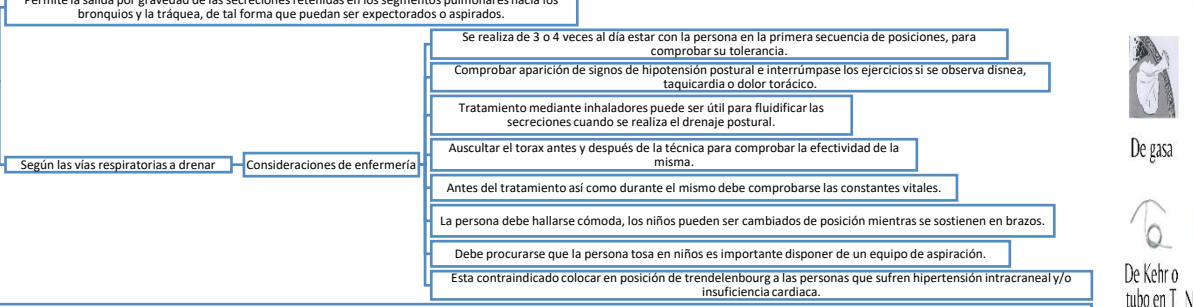 Permite la salida por gravedad de las secreciones retenidas en los segmentos pulmonares hacia los
bronquios y la tráquea, de tal forma que puedan ser expectorados o aspirados.
Según las vías respiratorias a drenar
Consideraciones de enfermería
Se realiza de 3 o 4 veces al día estar con la persona en la primera secuencia de posiciones, para
comprobar su tolerancia.
Comprobar aparición de signos de hipotensión postural e interrúmpase los ejercicios si se observa disnea,
taquicardia o dolor torácico.
Tratamiento mediante inhaladores puede ser útil para fluidificar las
secreciones cuando se realiza el drenaje postural.
Auscultar el torax antes y después de la técnica para comprobar la efectividad de la
misma.
Antes del tratamiento así como durante el mismo debe comprobarse las constantes vitales.
La persona debe hallarse cómoda, los niños pueden ser cambiados de posición mientras se sostienen en brazos.
Debe procurarse que la persona tosa en niños es importante disponer de un equipo de aspiración.
Esta contraindicado colocar en posición de trendelenbourg a las personas que sufren hipertensión intracraneal y/o
insuficiencia cardiaca.
De gasa
De Kehr o
tubo en T